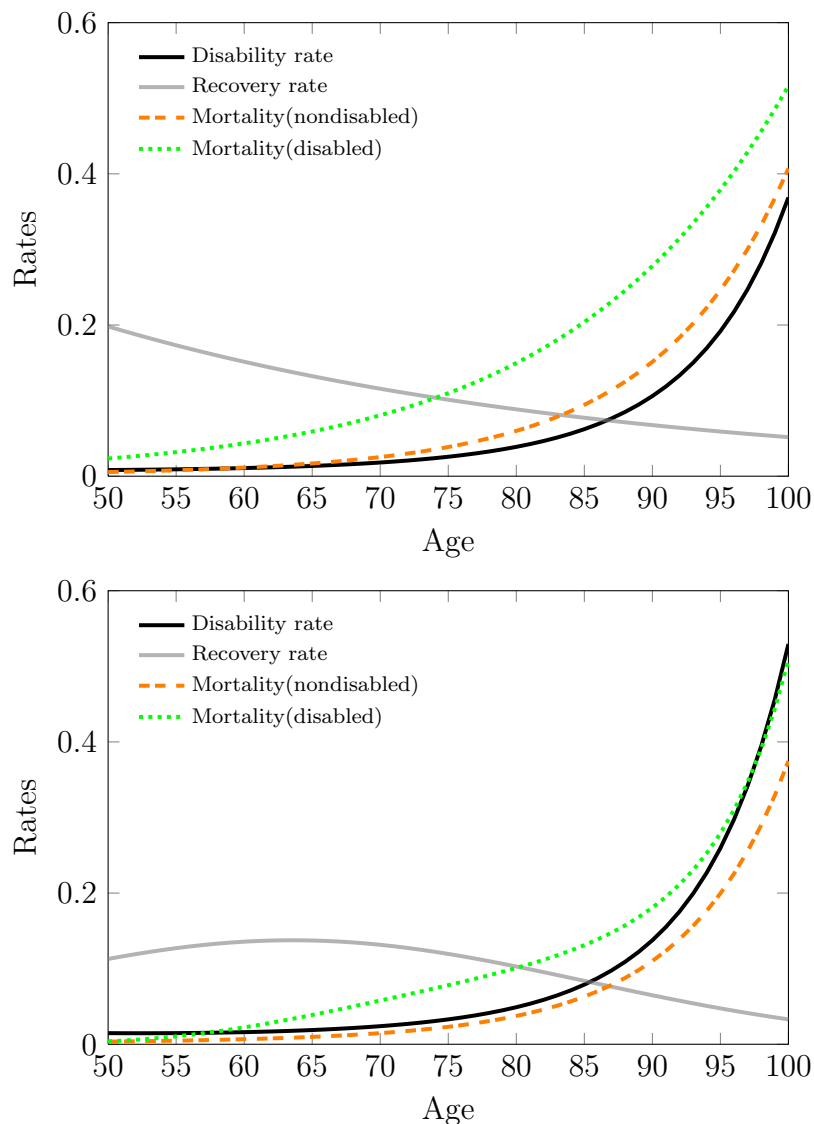 0.6
Disability rate
Recovery rate
Mortality(nondisabled)
Mortality(disabled)
0.4
Rates
0.2
0
50 55 60 65 70 75 80 85 90 95 100
Age
0.6
Disability rate
Recovery rate
Mortality(nondisabled)
Mortality(disabled)
0.4
Rates
0.2
0
50 55 60 65 70 75 80 85 90 95 100
Age